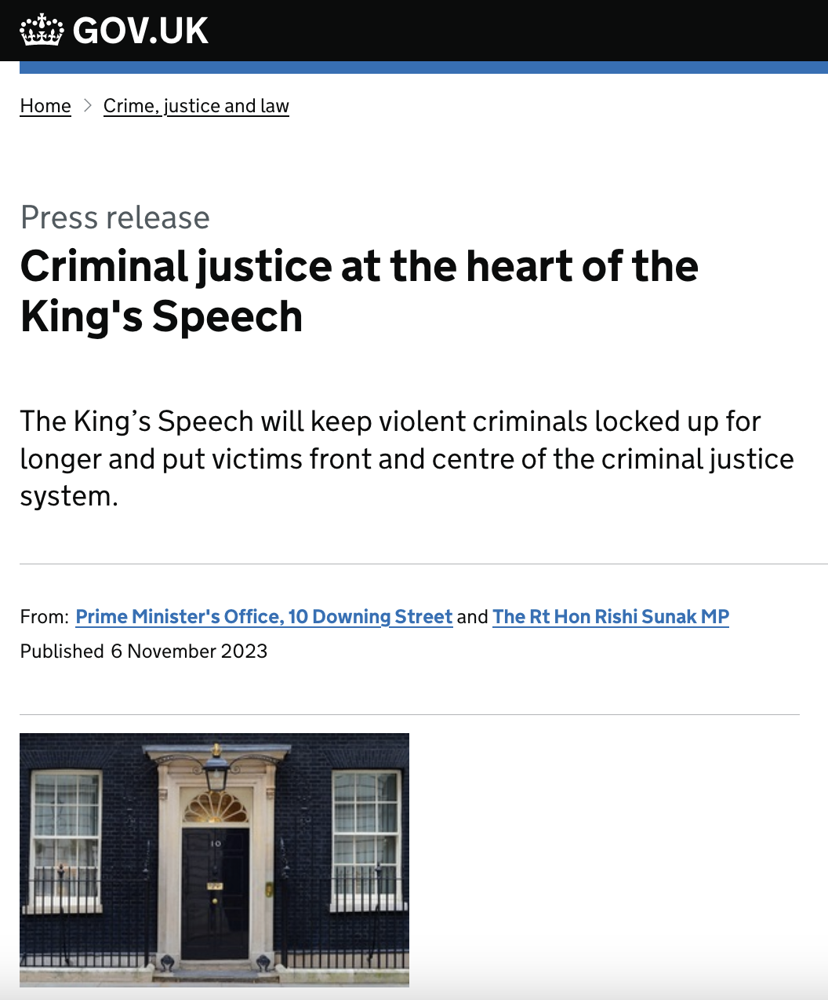 GOV.UK
Home > Crime, justice and law
Press release
Criminal justice at the heart of the
King's Speech
The King’s Speech will keep violent criminals locked up for
longer and put victims front and centre of the criminal justice
system.
From: Prime Minister's Office, 10 Downing Street and The Rt Hon Rishi Sunak MP
Published 6 November 2023
10